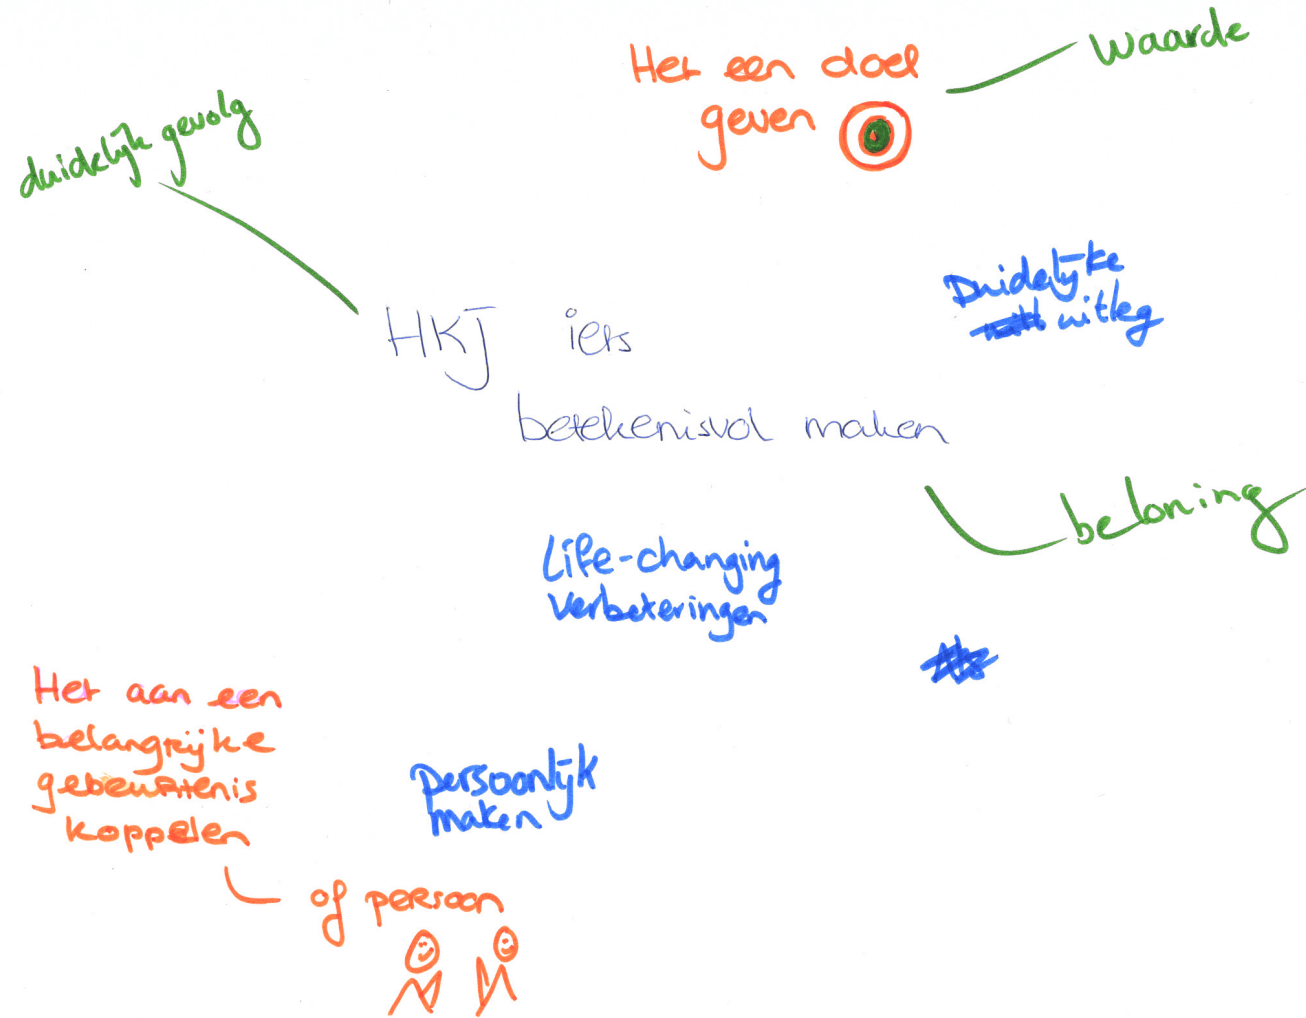 Het een doel
geven
waarde
duidelijk gevolg
Duidelijke
uitleg
HKJ iets
betekenisvol maken
beloning
Life-changing
verbeteringen
Het aan een
belangrijke
gebeurtenis
koppelen
persoonlijk
maken
of persoon